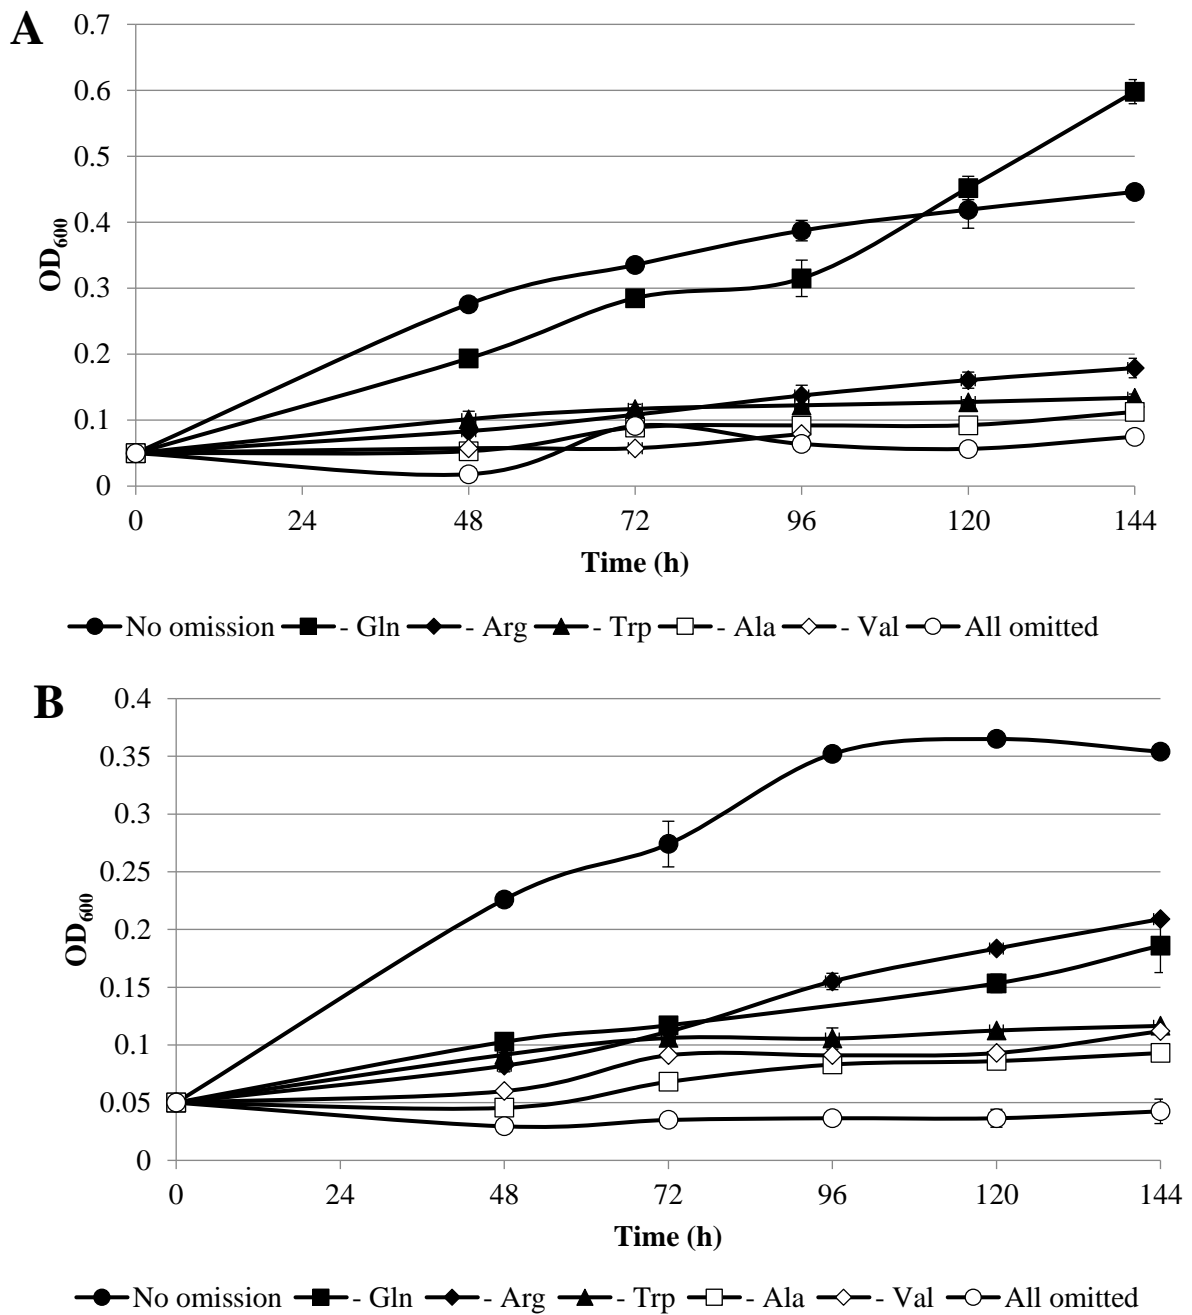 A
0.7
0.6
0.5
0.4
0.3
0.2
0.1
0
OD600
0 24 48 72 96 120 144
Time (h)
No omission - Gln - Arg - Trp - Ala - Val All omitted
B
0.4
0.35
0.3
0.25
0.2
0.15
0.1
0.05
0
OD600
0 24 48 72 96 120 144
Time (h)
No omission - Gln - Arg - Trp - Ala - Val All omitted